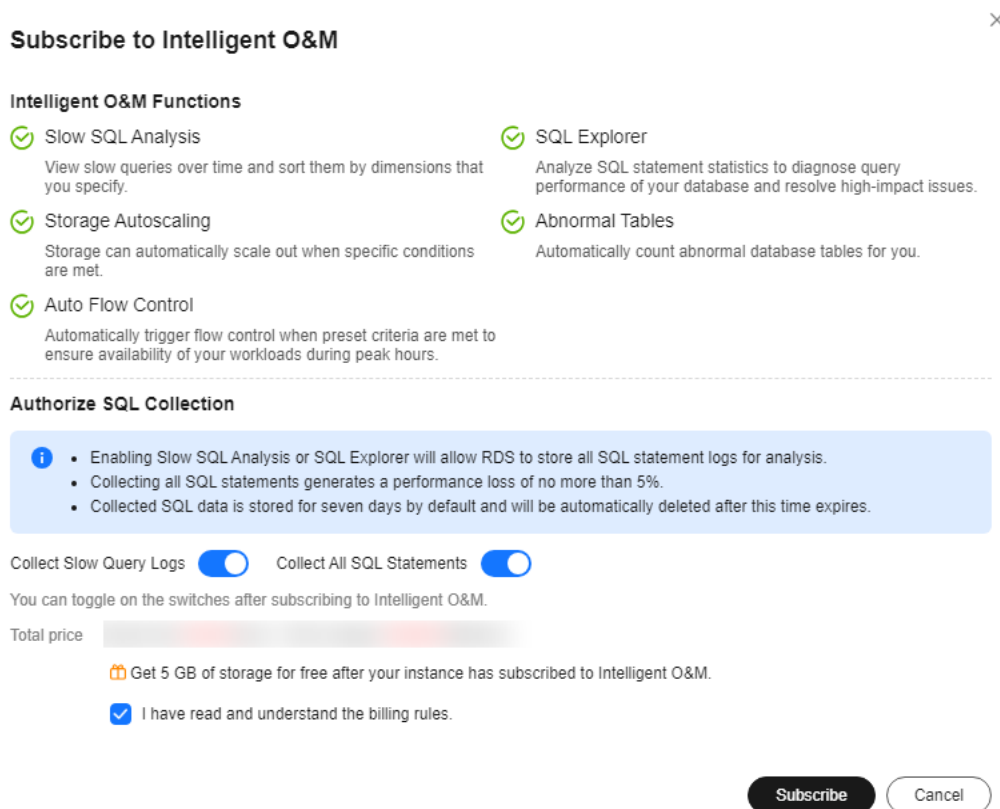 Subscribe to Intelligent O&M
Intelligent O&M Functions
Slow SQL Analysis
View slow queries over time and sort them by dimensions that
you specify.
SQL Explorer
Analyze SQL statement statistics to diagnose query
performance of your database and resolve high-impact issues.
Storage Autoscaling
Storage can automatically scale out when specific conditions
are met.
Abnormal Tables
Automatically count abnormal database tables for you.
Auto Flow Control
Automatically trigger flow control when preset criteria are met to
ensure availability of your workloads during peak hours.
Authorize SQL Collection
• Enabling Slow SQL Analysis or SQL Explorer will allow RDS to store all SQL statement logs for analysis.
• Collecting all SQL statements generates a performance loss of no more than 5%.
• Collected SQL data is stored for seven days by default and will be automatically deleted after this time expires.
Collect Slow Query Logs Collect All SQL Statements
You can toggle on the switches after subscribing to Intelligent O&M.
Total price
Get 5 GB of storage for free after your instance has subscribed to Intelligent O&M.
I have read and understand the billing rules.
Subscribe Cancel